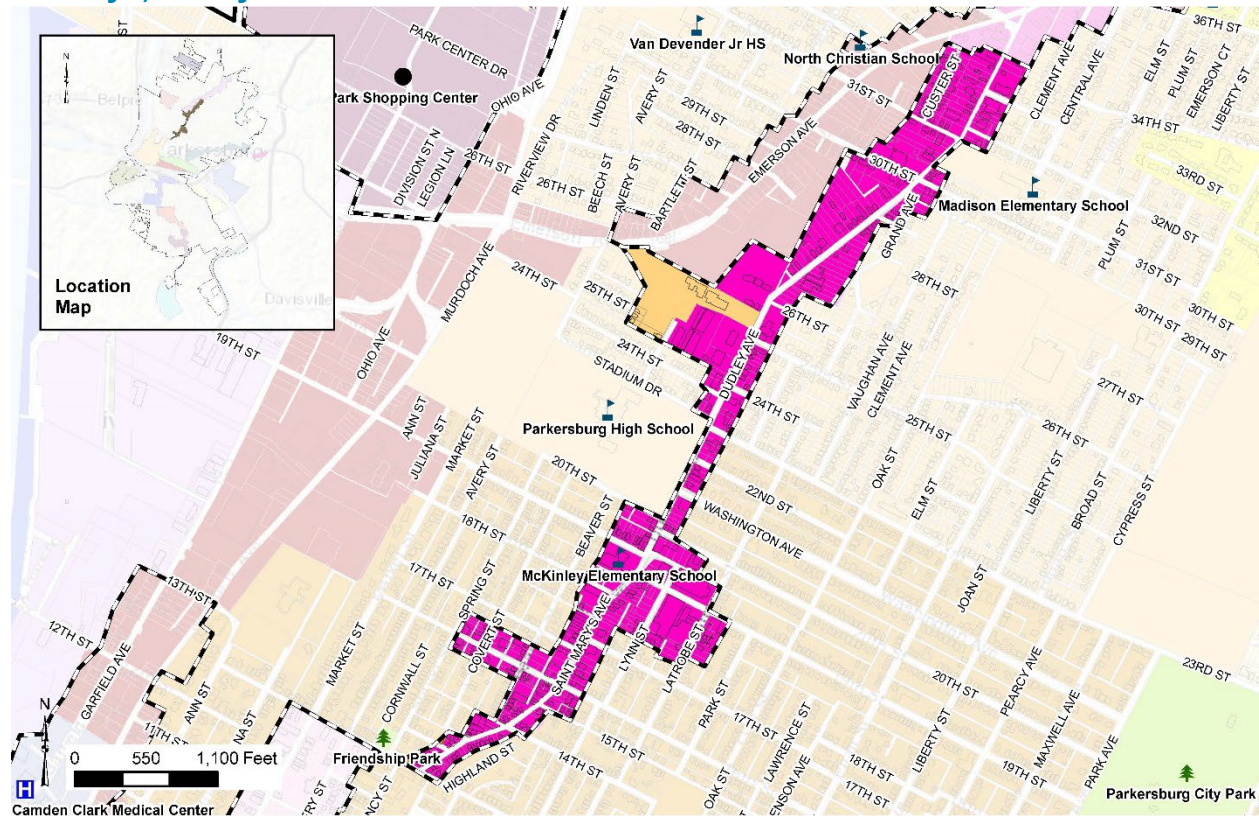 36TH ST
PARK CENTER DR
Van Devender Jr HS
North Christian School
CUSTER ST
CLEMENT AVE
CENTRAL AVE
ELM ST
PLUM ST
EMERSON CT
LIBERTY ST
Park Shopping Center
OHIO AVE
LINDEN ST
AVERY ST
29TH ST
28TH ST
31ST ST
34TH ST
33RD ST
DIVISION ST
LEGION LN
N
26TH ST
RIVERVIEW DR
26TH ST
BEECH ST
AVERY ST
BARTLETT ST
EMERSON AVE
30TH ST
GRAND AVE
Madison Elementary School
32ND ST
PLUM ST
31ST ST
30TH ST
30TH ST
29TH ST
N
Belpre
Davisville
Location
Map
MURDOCH AVE
24TH ST
25TH ST
24TH ST
STADIUM DR
DUDLEY AVE
26TH ST
28TH ST
27TH ST
26TH ST
25TH ST
24TH ST
VAUGHAN AVE
CLEMENT AVE
19TH ST
OHIO AVE
ANN ST
JULIANA ST
MARKET ST
AVERY ST
Parkersburg High School
OAK ST
ELM ST
LIBERTY ST
BROAD ST
CYPRESS ST
20TH ST
22ND ST
WASHINGTON AVE
18TH ST
17TH ST
BEAVER ST
SPRING ST
COVERT ST
McKinley Elementary School
JOAN ST
13TH ST
12TH ST
GARFIELD AVE
ANN ST
11TH ST
MARKET ST
CORNWALL ST
SAINT MARYS AVE
LYNN ST
LATROBE ST
PARK ST
23RD ST
20TH ST
PEARCY AVE
MAXWELL AVE
PARK AVE
N
0 550 1,100 Feet
Friendship Park
HIGHLAND ST
14TH ST
15TH ST
17TH ST
LAWRENCE ST
OAK ST
18TH ST
17TH ST
LIBERTY ST
19TH ST
Parkersburg City Park
H
Camden Clark Medical Center